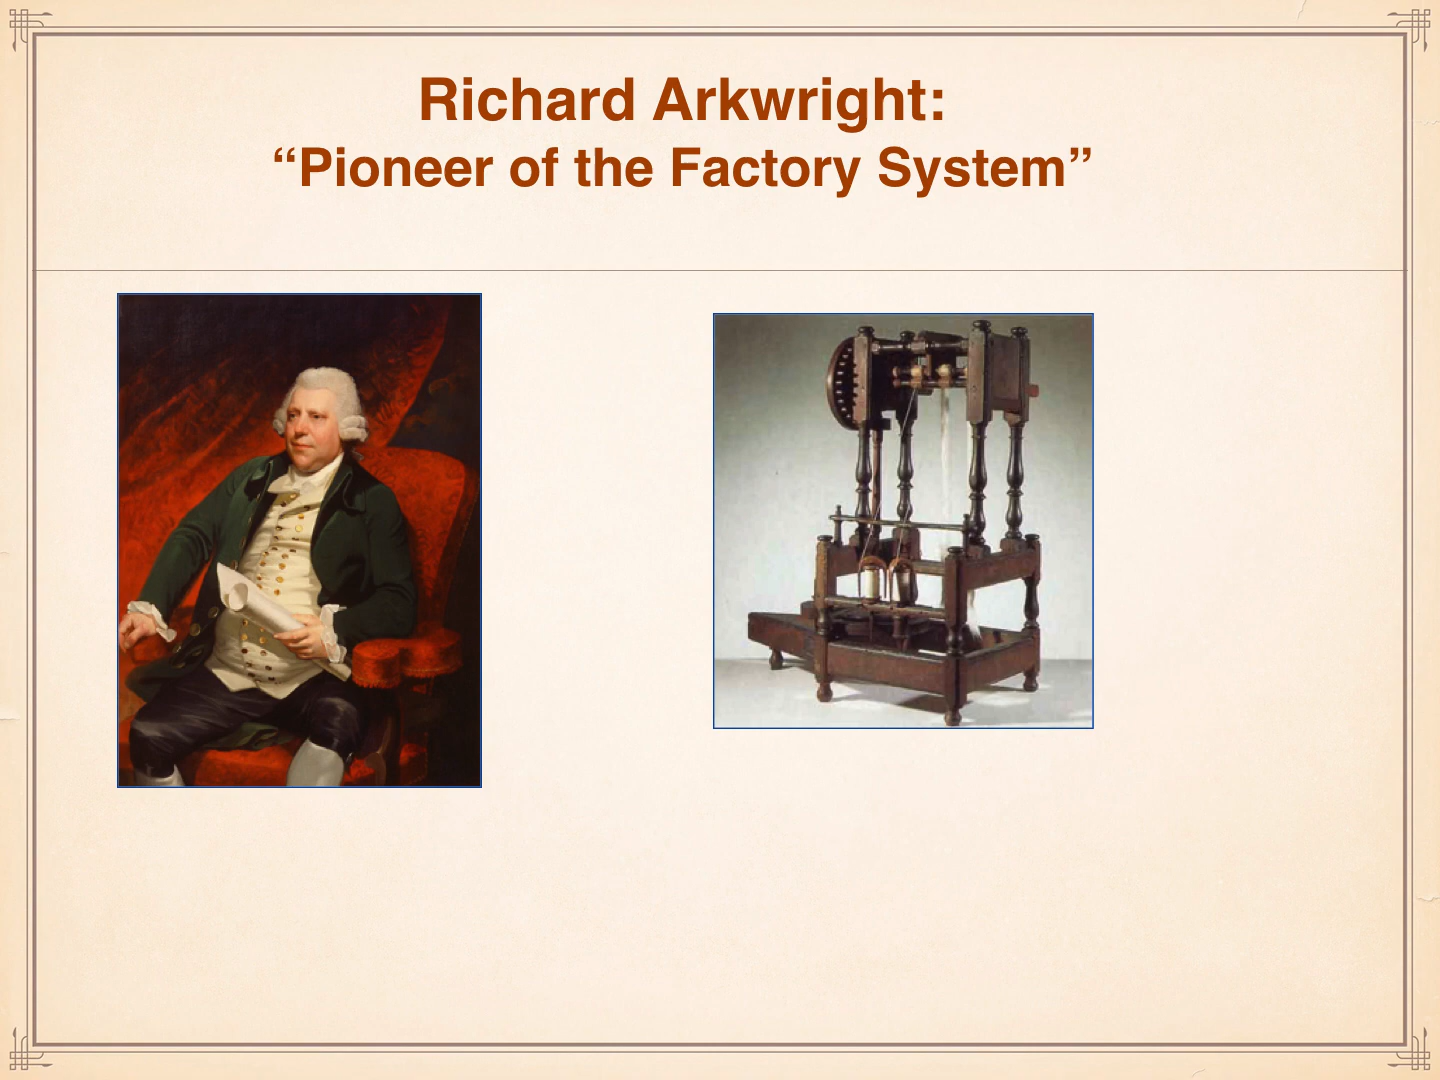 Richard Arkwright:
“Pioneer of the Factory System”